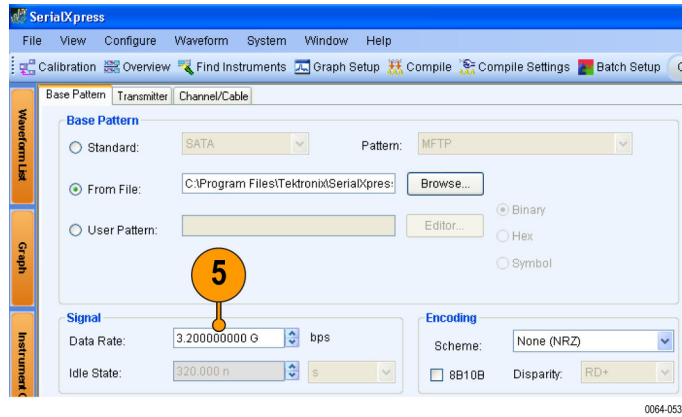 SerialXpress
File View Configure Waveform System Window Help
Calibration Overview Find Instruments Graph Setup Compile Compile Settings Batch Setup
Base Pattern Transmitter Channel/Cable
Waveform List
Graph
Instrument
Base Pattern
Standard: SATA Pattern: MFTP
From File: C:\Program Files\Tektronix\SerialXpres: Browse...
User Pattern: Editor...
Binary
Hex
Symbol
5
Signal
Data Rate: 3.200000000 G bps
Idle State: 320.000 n s
Encoding
Scheme: None (NRZ)
8B10B Disparity: RD+
0064-053